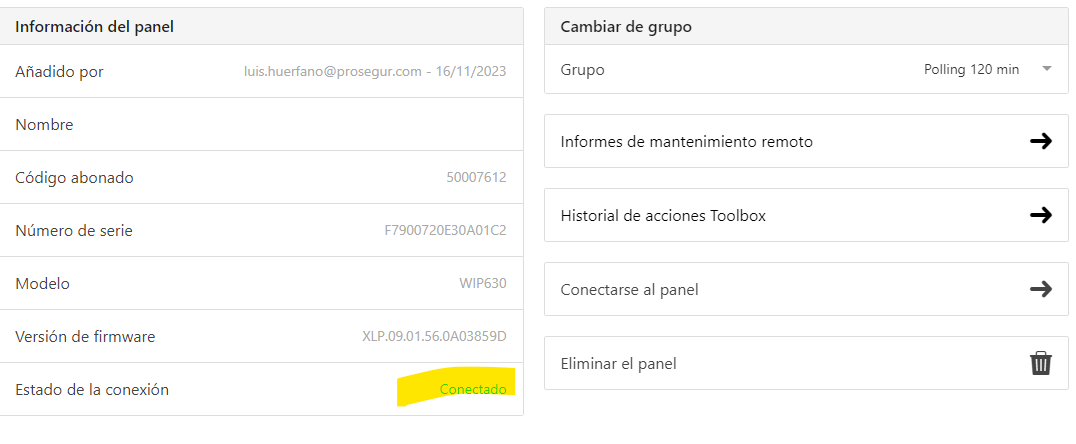 Información del panel
Añadido por luis.huerfano@prosegur.com - 16/11/2023
Nombre
Código abonado 50007612
Número de serie F7900720E30A01C2
Modelo WIP630
Versión de firmware XLP.09.01.56.0A03859D
Estado de la conexión Conectado
Cambiar de grupo
Grupo Polling 120 min
Informes de mantenimiento remoto
Historial de acciones Toolbox
Conectarse al panel
Eliminar el panel